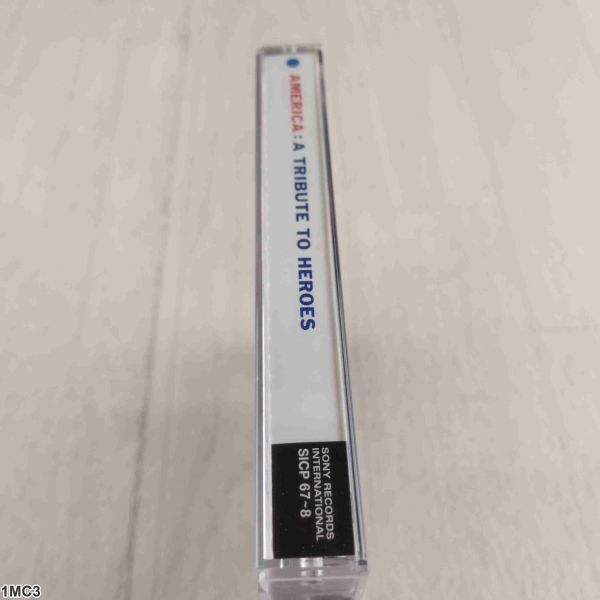 AMERICA : A TRIBUTE TO HEROES
SONY RECORDS
INTERNATIONAL
SICP 67~8
1MC3